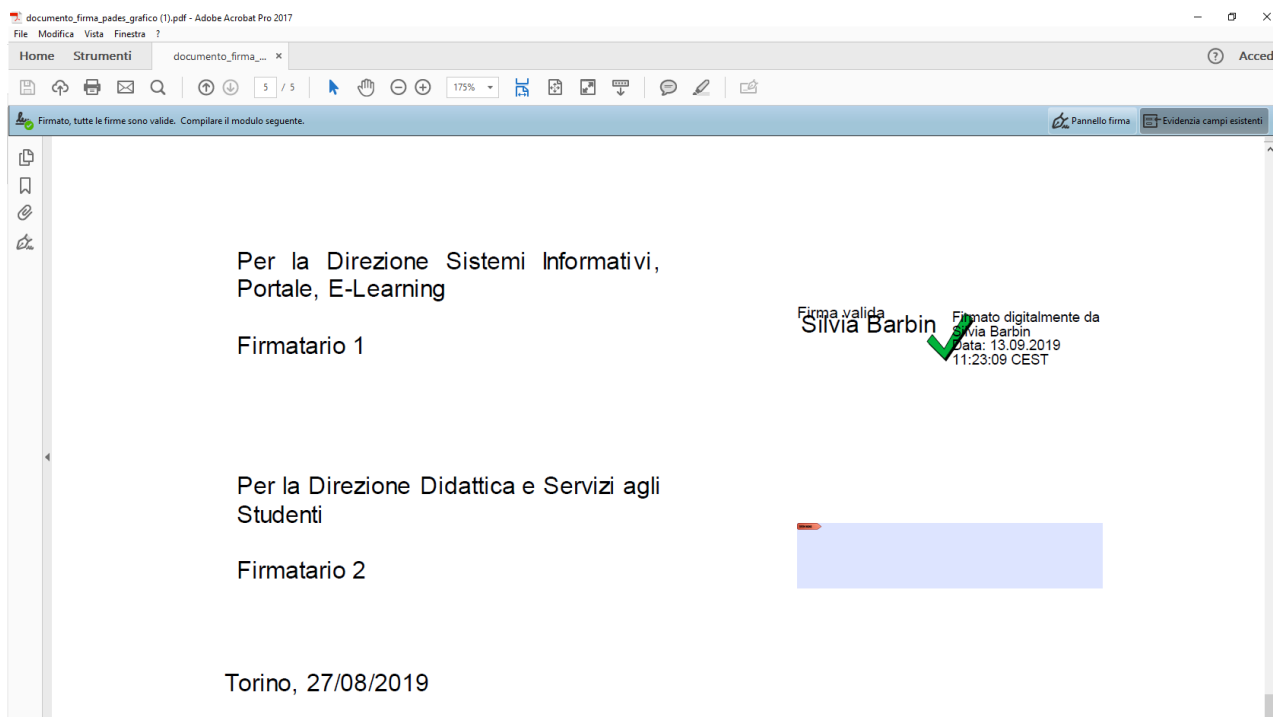 documento_firma_pades_grafico (1).pdf - Adobe Acrobat Pro 2017
File Modifica Vista Finestra ?
Home Strumenti documento_firma_... × ? Acced
5 / 5 175%
Firmato, tutte le firme sono valide. Compilare il modulo seguente. Pannello firma Evidenzia campi esistenti
Per la Direzione Sistemi Informativi,
Portale, E-Learning
Firmatario 1
Firma valida
Silvia Barbin
Firmato digitalmente da
Silvia Barbin
Data: 13.09.2019
11:23:09 CEST
Per la Direzione Didattica e Servizi agli
Studenti
Firmatario 2
Torino, 27/08/2019